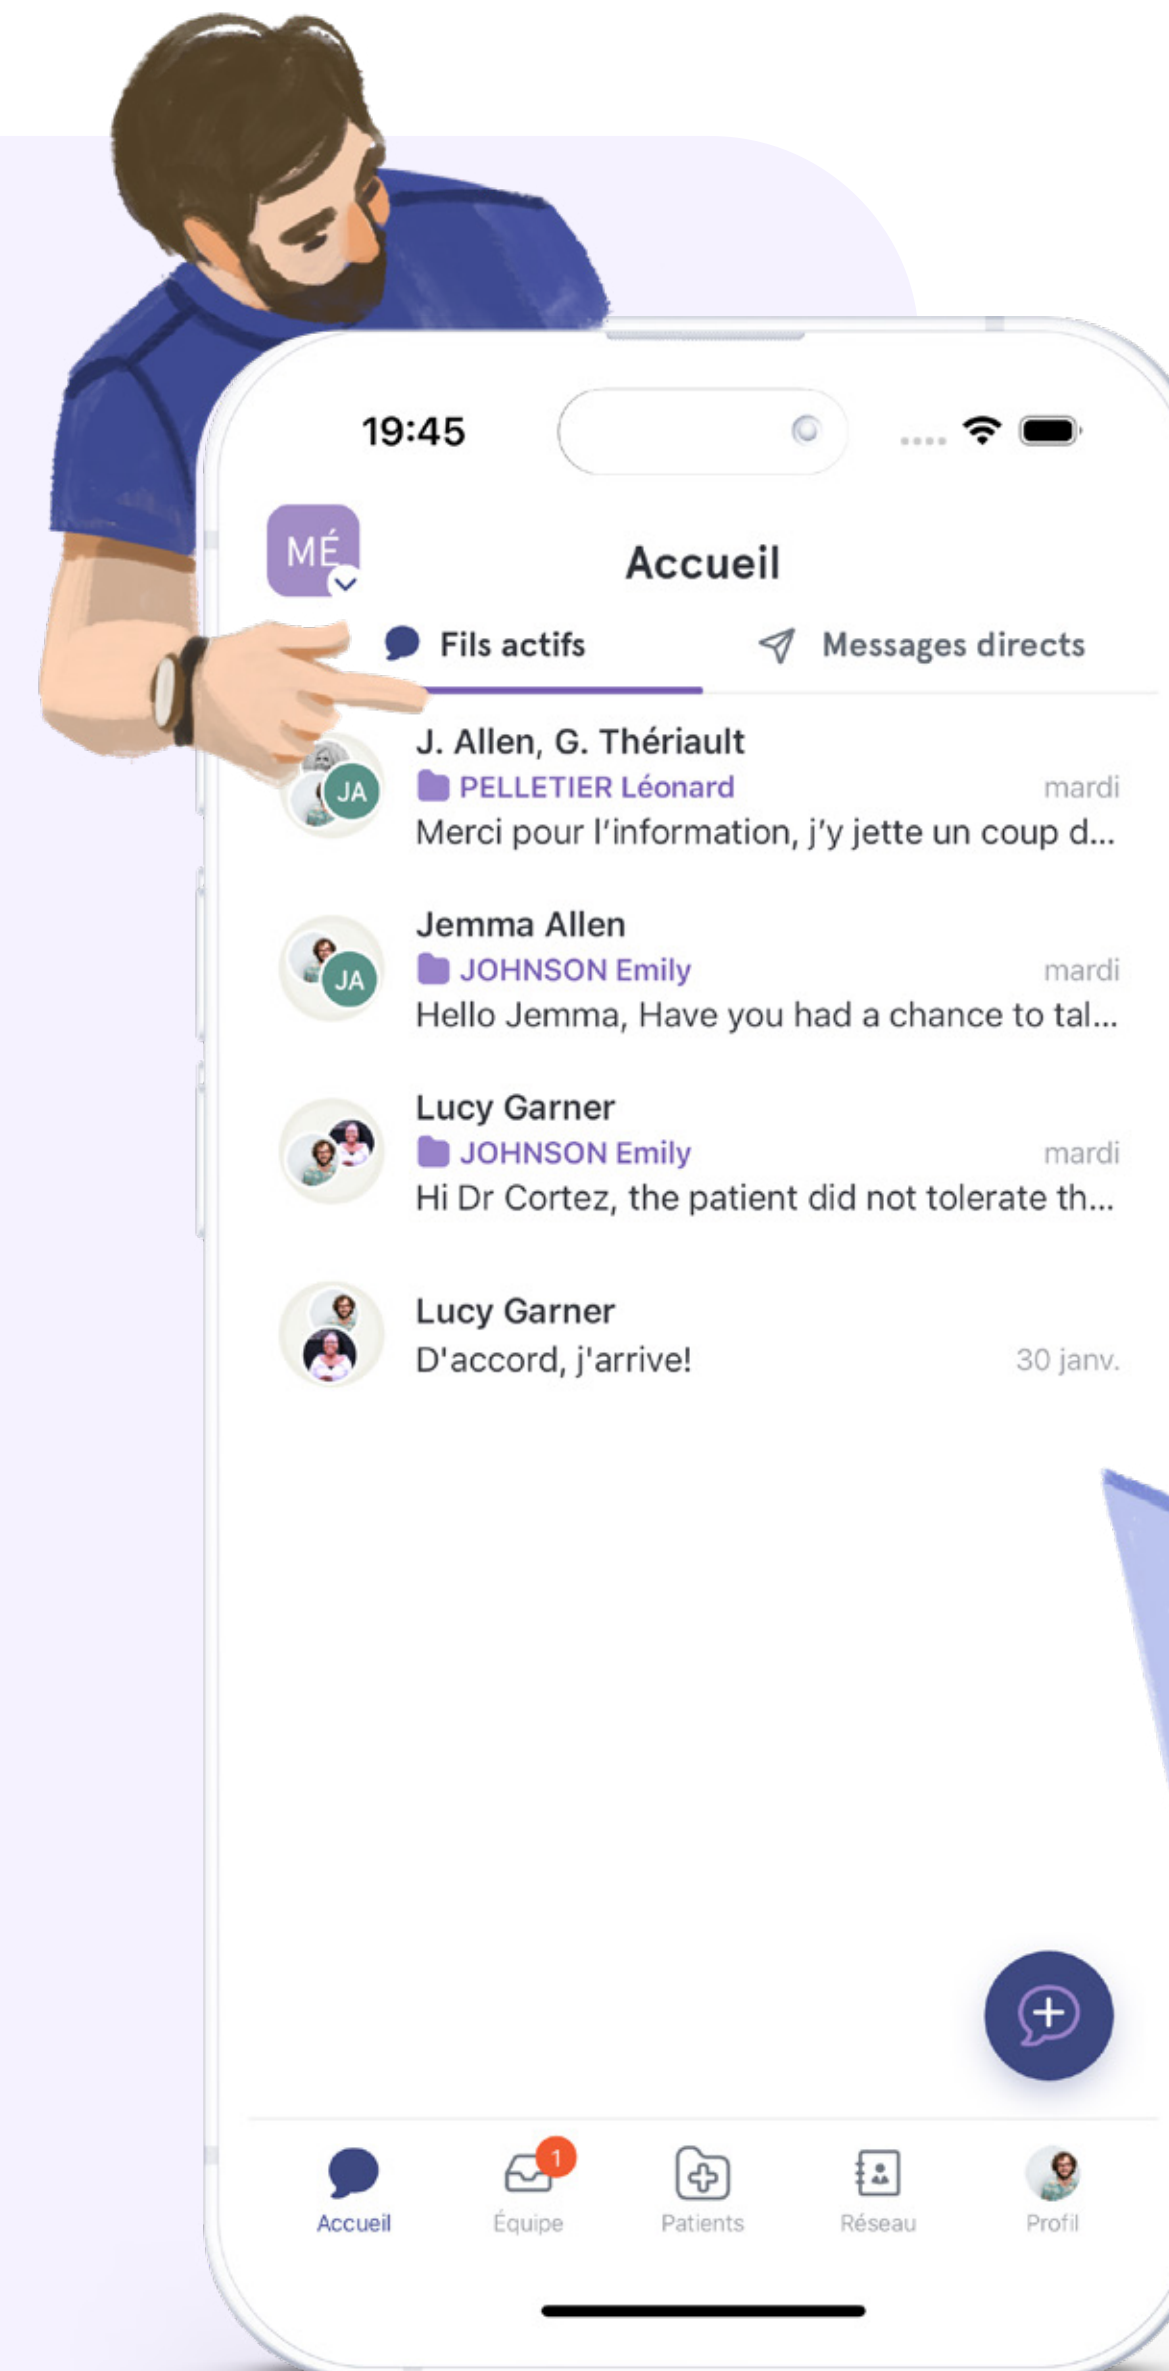 19:45
MÉ
Accueil
Fils actifs
Messages directs
J. Allen, G. Thériault
JA
PELLETIER Léonard
mardi
Merci pour l’information, j’y jette un coup d...
Jemma Allen
JA
JOHNSON Emily
mardi
Hello Jemma, Have you had a chance to tal...
Lucy Garner
JOHNSON Emily
mardi
Hi Dr Cortez, the patient did not tolerate th...
Lucy Garner
D'accord, j'arrive!
30 janv.
1
Accueil
Équipe
Patients
Réseau
Profil